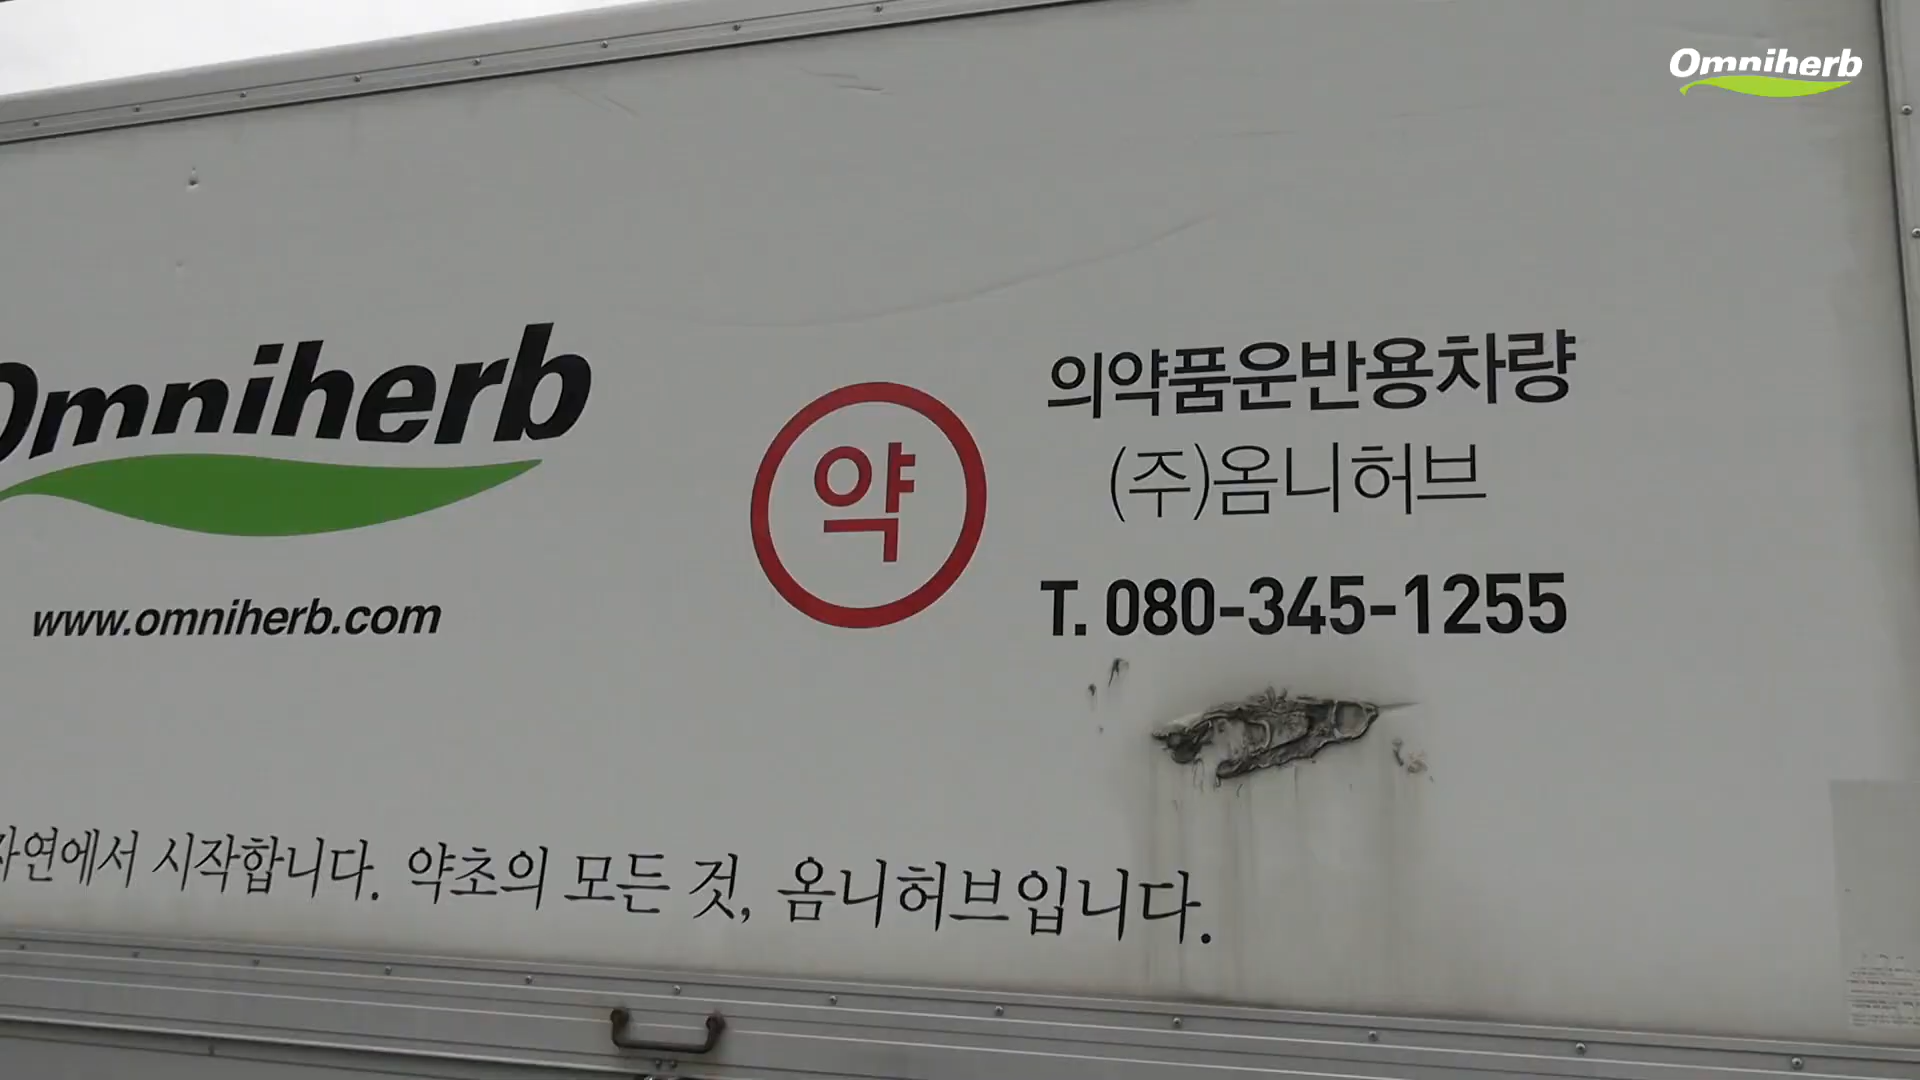 Omniherb
Omniherb
www.omniherb.com
약
의약품운반용차량
(주)옴니허브
T. 080-345-1255
자연에서 시작합니다. 약초의 모든 것, 옴니허브입니다.